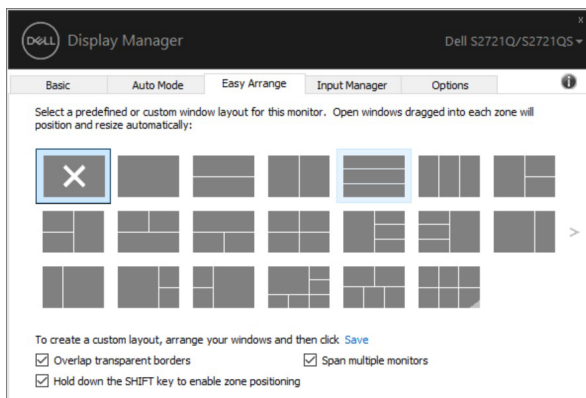 x
DELL Display Manager Dell S2721Q/S2721QS
Basic Auto Mode Easy Arrange Input Manager Options
Select a predefined or custom window layout for this monitor. Open windows dragged into each zone will
position and resize automatically:
To create a custom layout, arrange your windows and then click Save
Overlap transparent borders Span multiple monitors
Hold down the SHIFT key to enable zone positioning